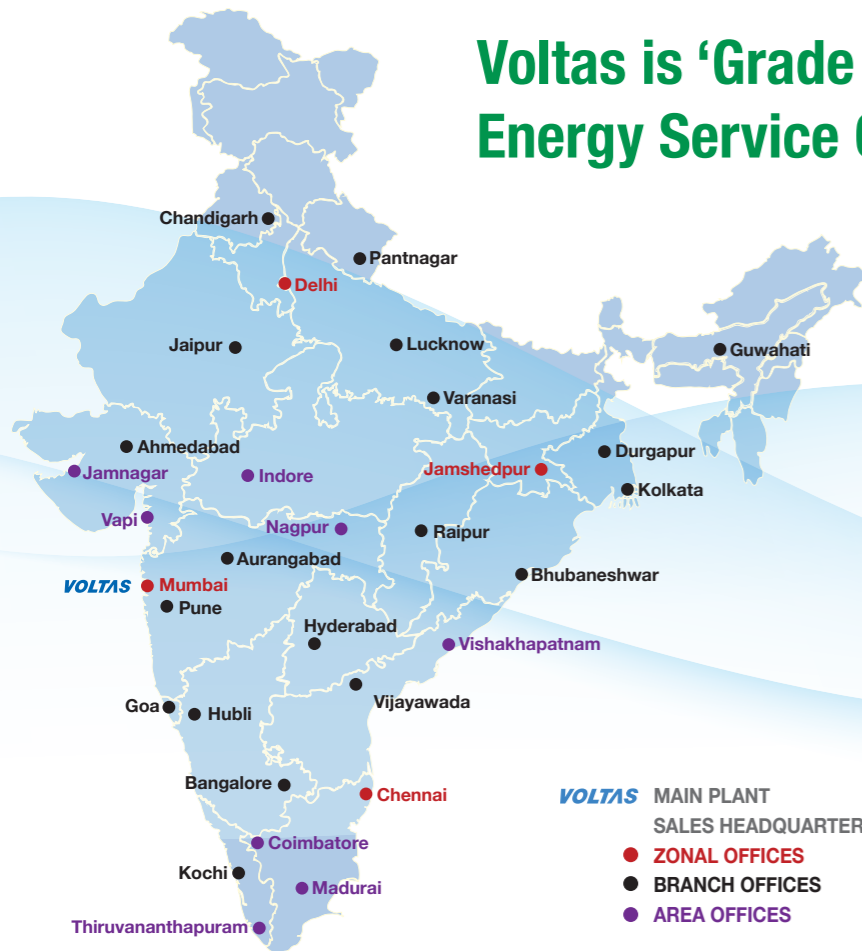 Voltas is ‘Grade
Energy Service
Chandigarh
Pantnagar
Delhi
Jaipur
Lucknow
Guwahati
Varanasi
Ahmedabad
Durgapur
Jamnagar
Indore
Jamshedpur
Kolkata
Vapi
Nagpur
Raipur
Aurangabad
Bhubaneshwar
VOLTAS Mumbai
Pune
Hyderabad
Vishakhapatnam
Vijayawada
Goa
Hubli
Bangalore
Chennai
VOLTAS MAIN PLANT
SALES HEADQUARTER
ZONAL OFFICES
BRANCH OFFICES
AREA OFFICES
Coimbatore
Kochi
Madurai
Thiruvananthapuram